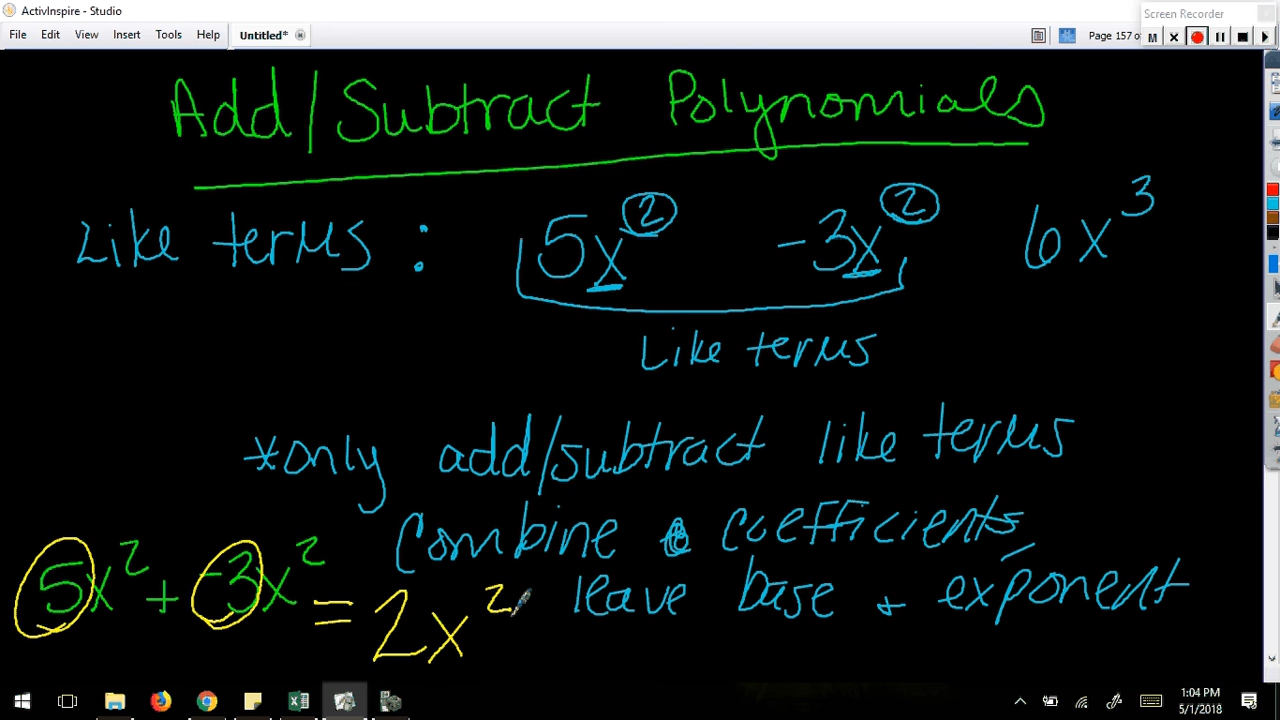 ActivInspire - Studio
Screen Recorder
File Edit View Insert Tools Help Untitled* Page 157 o
Add/Subtract Polynomials
Like terms : 5x² -3x² 6x³
Like terms
*only add/subtract like terms
Combine coefficients,
leave base + exponent
5x² + -3x² = 2x²
1:04 PM
5/1/2018